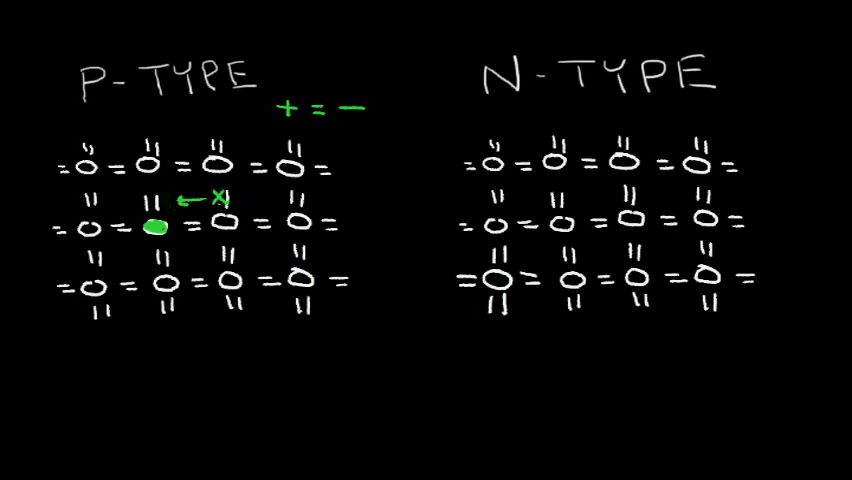 P-TYPE
N-TYPE
+ = -
x